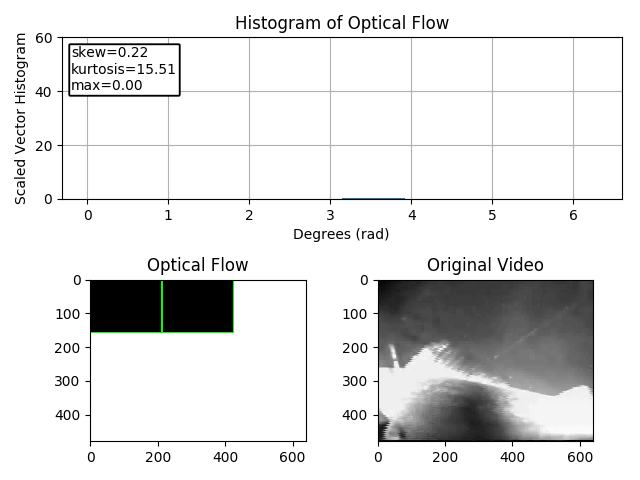 Histogram of Optical Flow
Scaled Vector Histogram
60
40
20
0
skew=0.22
kurtosis=15.51
max=0.00
0 1 2 3 4 5 6
Degrees (rad)
Optical Flow
0
100
200
300
400
0 200 400 600
Original Video
0
100
200
300
400
0 200 400 600